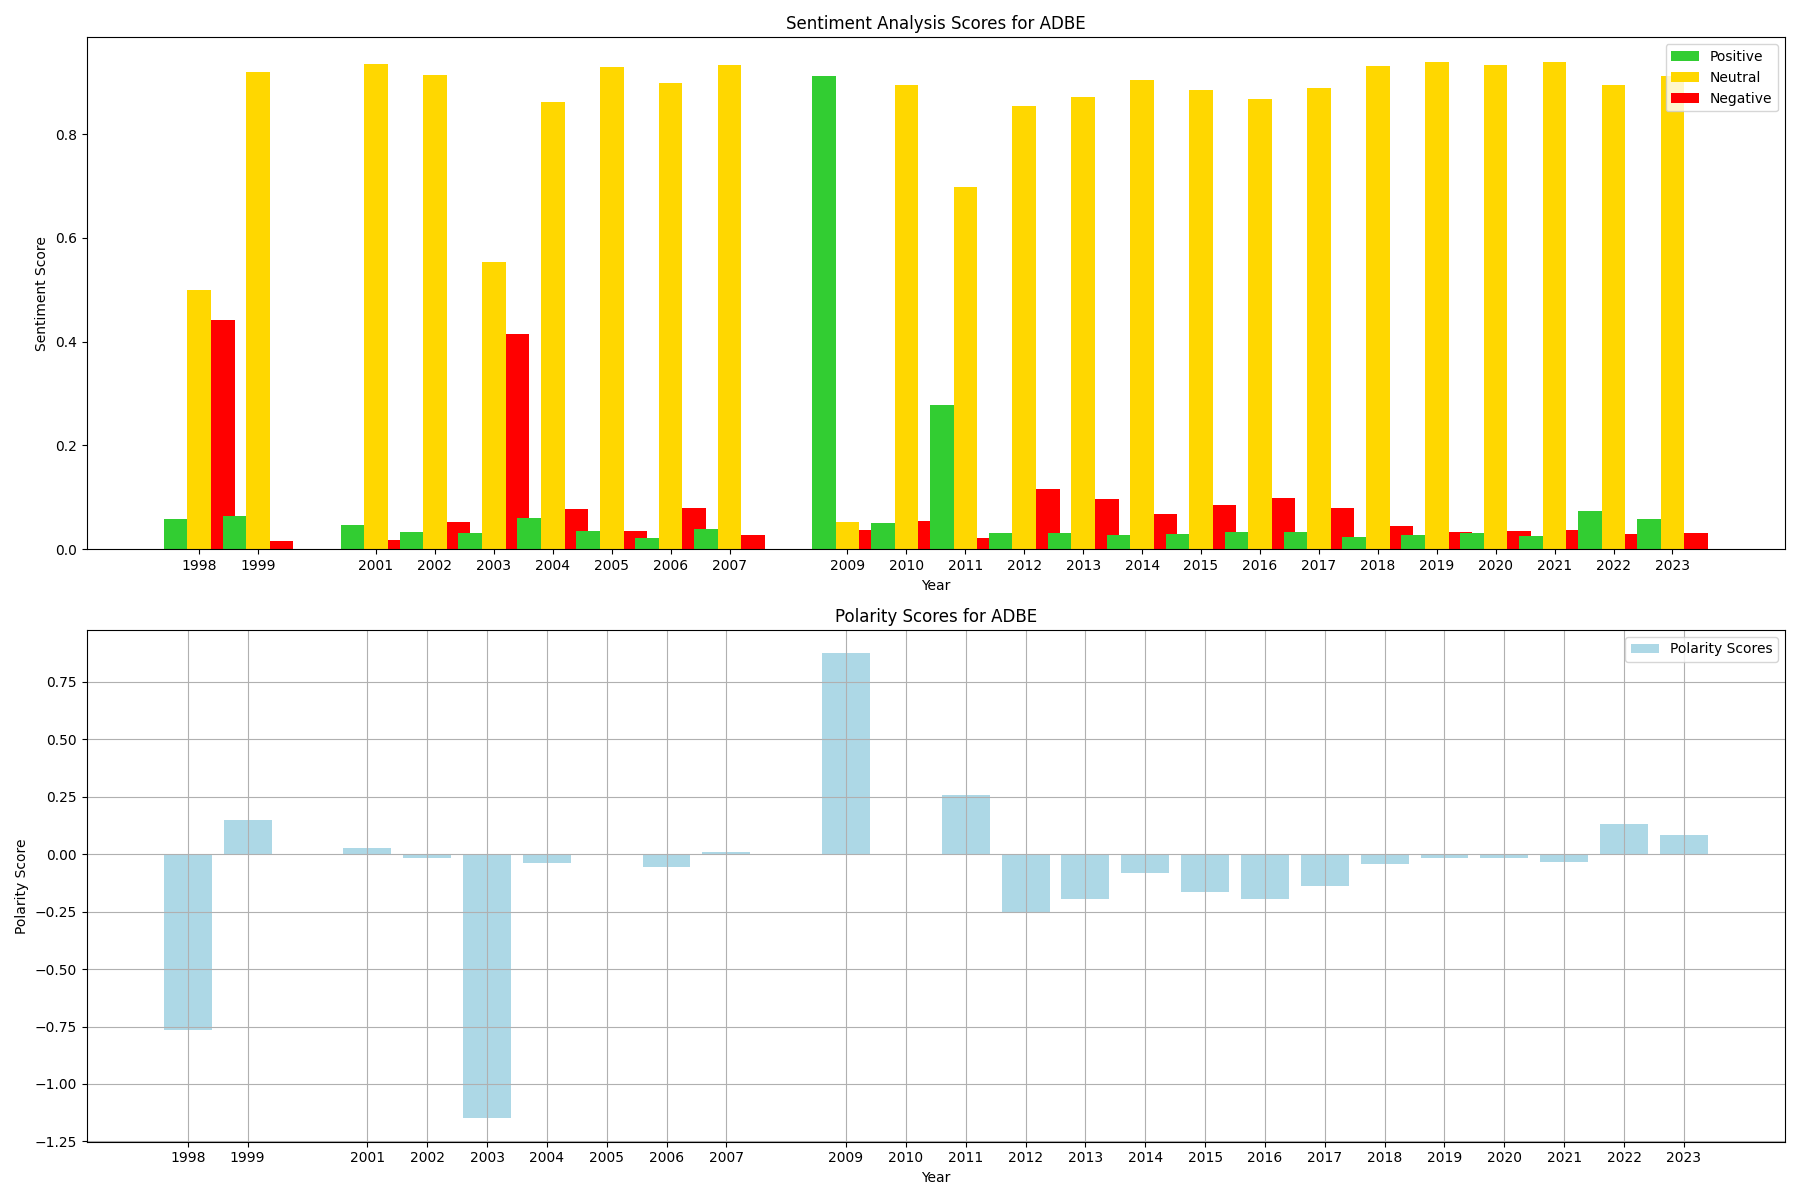 Sentiment Analysis Scores for ADBE
Positive
Neutral
Negative
Sentiment Score
0.8
0.6
0.4
0.2
0.0
1998 1999 2001 2002 2003 2004 2005 2006 2007 2009 2010 2011 2012 2013 2014 2015 2016 2017 2018 2019 2020 2021 2022 2023
Year
Polarity Scores for ADBE
Polarity Scores
Polarity Score
0.75
0.50
0.25
0.00
−0.25
−0.50
−0.75
−1.00
−1.25
1998 1999 2001 2002 2003 2004 2005 2006 2007 2009 2010 2011 2012 2013 2014 2015 2016 2017 2018 2019 2020 2021 2022 2023
Year